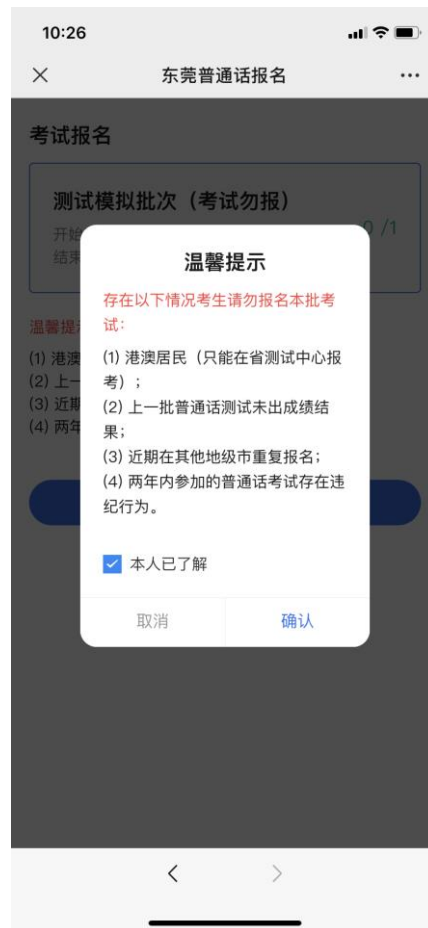 10:26
东莞普通话报名
考试报名
测试模拟批次（考试勿报）
开始
0 /1
结束
温馨提示
存在以下情况考生请勿报名本批考
试：
温馨提
(1) 港澳
(2) 上一
(3) 近期
(4) 两年
(1) 港澳居民（只能在省测试中心报
考）；
(2) 上一批普通话测试未出成绩结
果；
(3) 近期在其他地级市重复报名；
(4) 两年内参加的普通话考试存在违
纪行为。
本人已了解
取消
确认